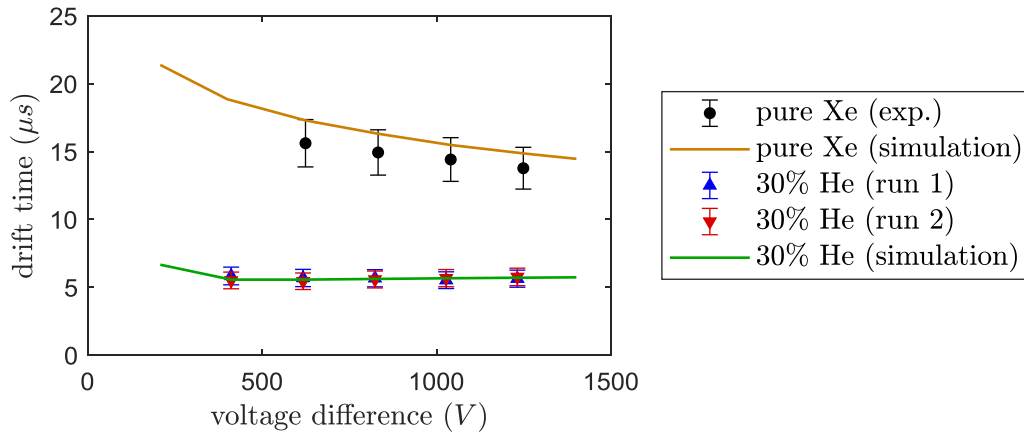 25
20
15
10
5
0
0 500 1000 1500
drift time (μs)
voltage difference (V)
pure Xe (exp.)
pure Xe (simulation)
30% He (run 1)
30% He (run 2)
30% He (simulation)